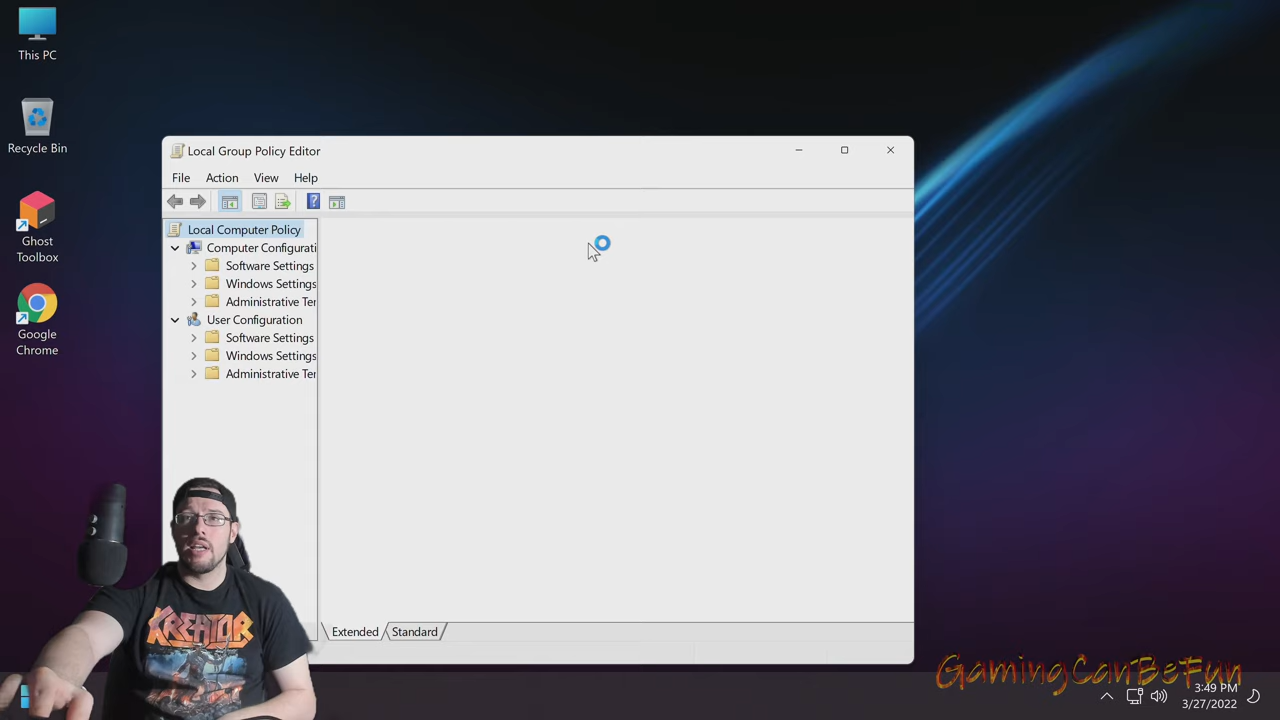 This PC
Recycle Bin
Ghost
Toolbox
Google
Chrome
Local Group Policy Editor
File Action View Help
Local Computer Policy
Computer Configurati
Software Settings
Windows Settings
Administrative Ter
User Configuration
Software Settings
Windows Settings
Administrative Ter
Extended Standard
KREATOR
GamingCanBeFun
3:49 PM
3/27/2022